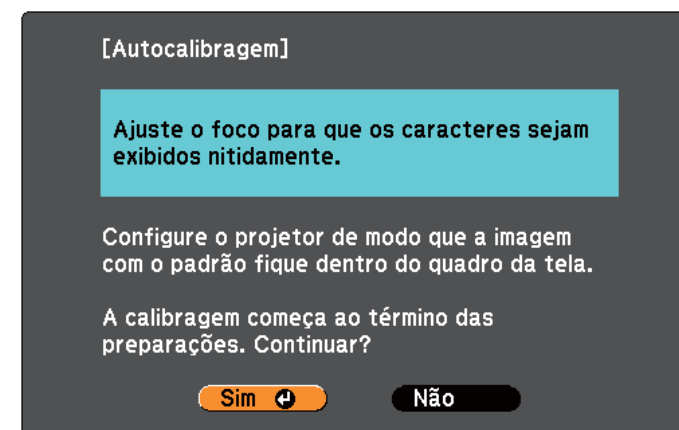 [Autocalibragem]
Ajuste o foco para que os caracteres sejam
exibidos nitidamente.
Configure o projetor de modo que a imagem
com o padrão fique dentro do quadro da tela.
A calibragem começa ao término das
preparações. Continuar?
Sim
Não